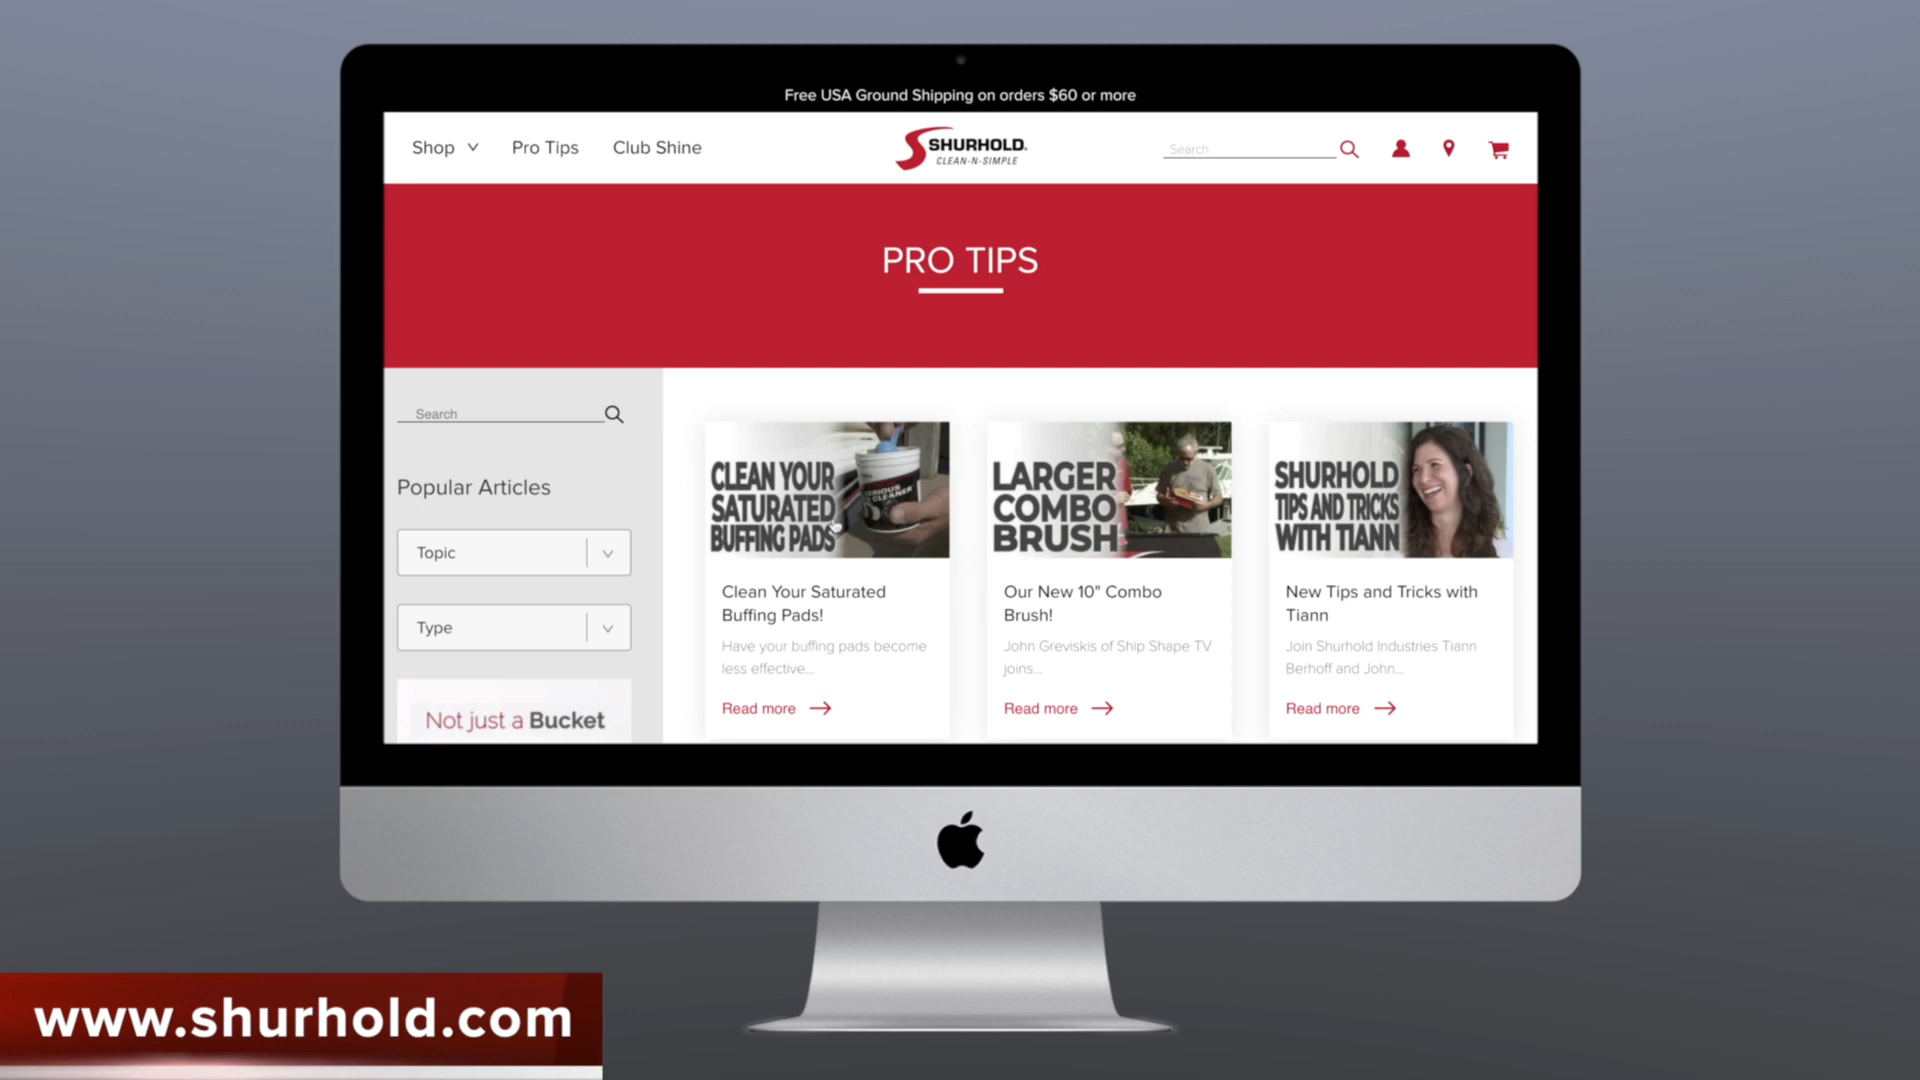 Free USA Ground Shipping on orders $60 or more
Shop Pro Tips Club Shine
SHURHOLD
CLEAN-N-SIMPLE
Search
PRO TIPS
Search
Popular Articles
Topic
Type
Not just a Bucket
CLEAN YOUR
SATURATED
BUFFING PADS
SERIOUS
CLEANER
Clean Your Saturated
Buffing Pads!
Have your buffing pads become
less effective...
Read more
LARGER
COMBO
BRUSH
Our New 10" Combo
Brush!
John Greviskis of Ship Shape TV
joins...
Read more
SHURHOLD
TIPS AND TRICKS
WITH TIANN
New Tips and Tricks with
Tiann
Join Shurhold Industries Tiann
Berhoff and John...
Read more
www.shurhold.com